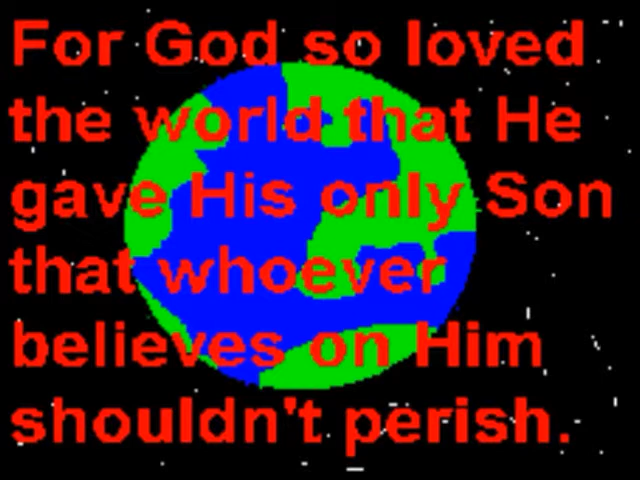 For God so loved
the world that He
gave His only Son
that whoever
believes on Him
shouldn't perish.